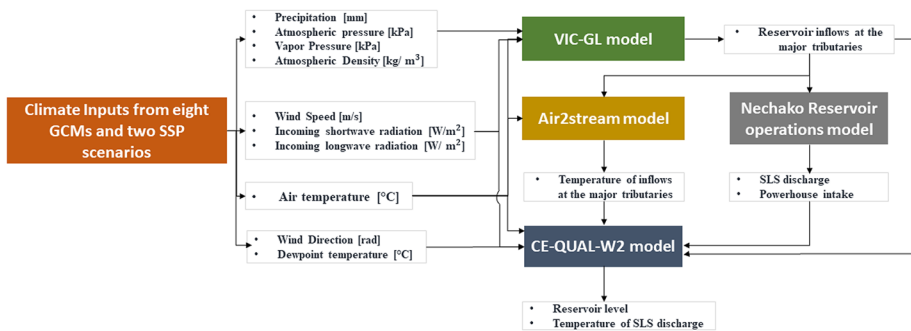 Climate Inputs from eight
GCMs and two SSP
scenarios
• Precipitation [mm]
• Atmospheric pressure [kPa]
• Vapor Pressure [kPa]
• Atmospheric Density [kg/ m³]
• Wind Speed [m/s]
• Incoming shortwave radiation [W/m²]
• Incoming longwave radiation [W/ m²]
• Air temperature [°C]
• Wind Direction [rad]
• Dewpoint temperature [°C]
VIC-GL model
• Reservoir inflows at the
major tributaries
Air2stream model
Nechako Reservoir
operations model
• Temperature of inflows
at the major tributaries
• SLS discharge
• Powerhouse intake
CE-QUAL-W2 model
• Reservoir level
• Temperature of SLS discharge